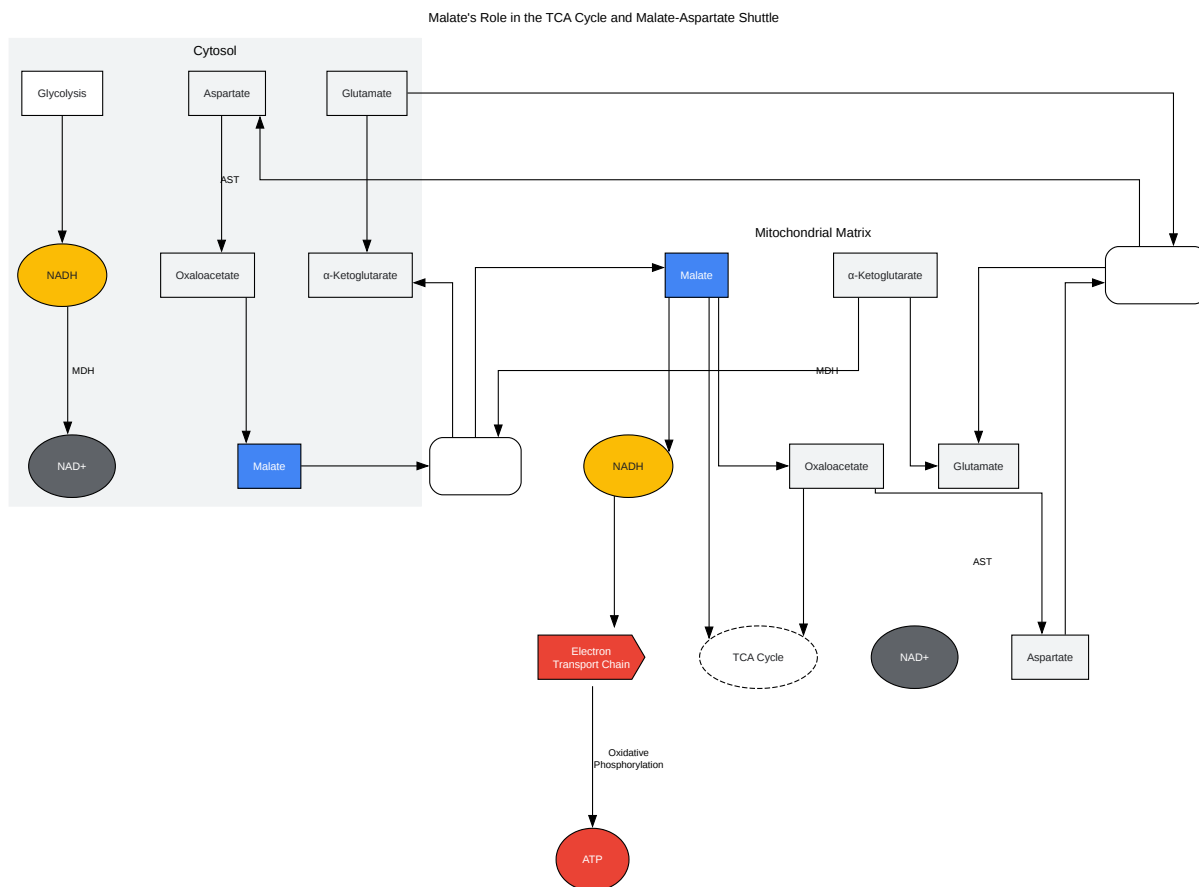 Malate's Role in the TCA Cycle and Malate-Aspartate Shuttle
Cytosol
Glycolysis
Aspartate
Glutamate
AST
Mitochondrial Matrix
NADH
Oxaloacetate
α-Ketoglutarate
Malate
α-Ketoglutarate
MDH
MDH
NAD+
Malate
NADH
Oxaloacetate
Glutamate
AST
Electron
Transport Chain
TCA Cycle
NAD+
Aspartate
Oxidative
Phosphorylation
ATP